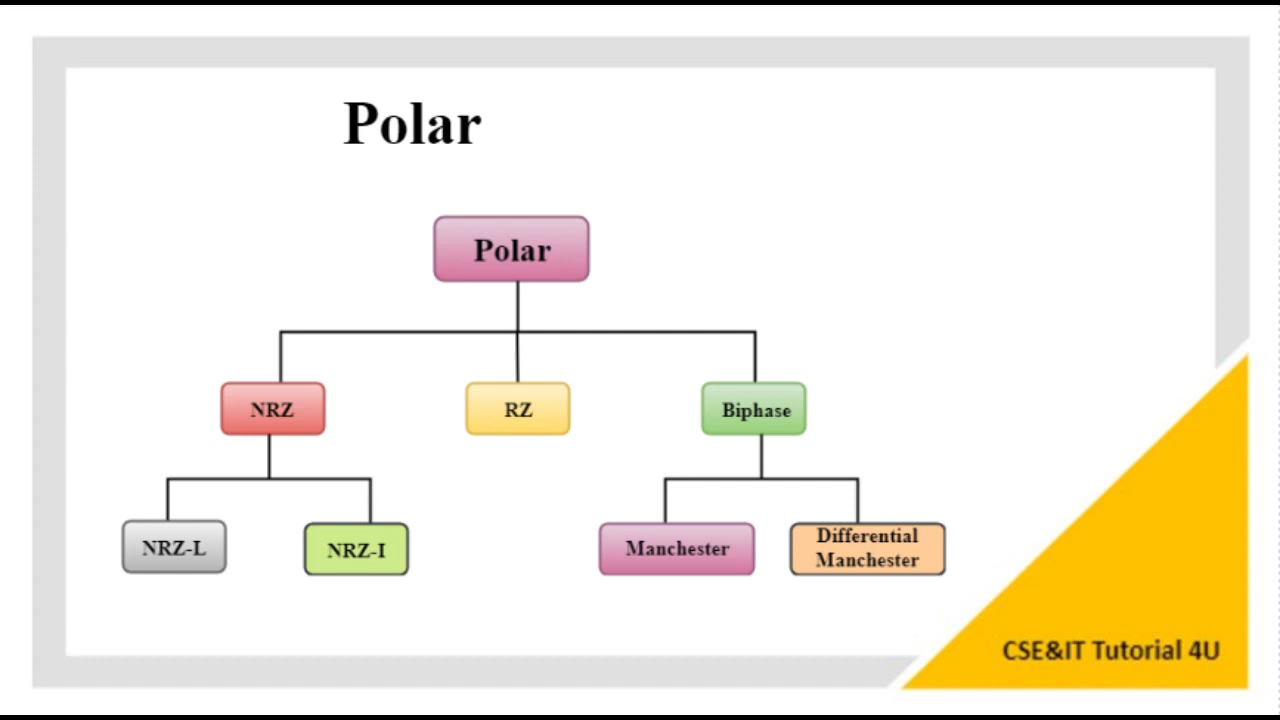 Polar
Polar
NRZ
RZ
Biphase
NRZ-L
NRZ-I
Manchester
Differential
Manchester
CSE&IT Tutorial 4U